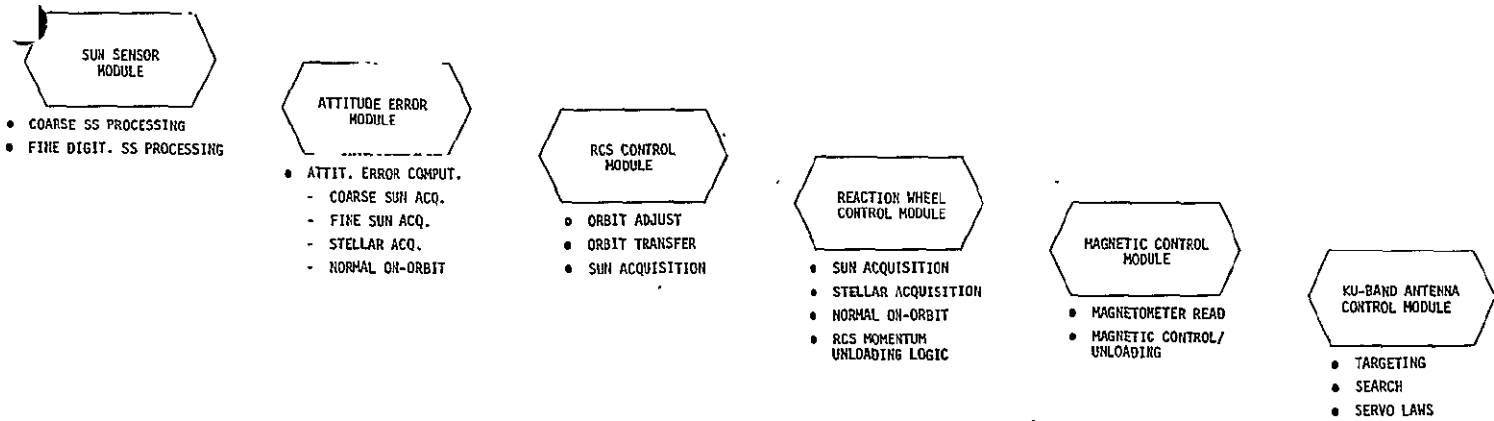 SUN SENSOR
MODULE
• COARSE SS PROCESSING
• FINE DIGIT. SS PROCESSING
ATTITUDE ERROR
MODULE
• ATTIT. ERROR COMPUT.
- COARSE SUN ACQ.
- FINE SUN ACQ.
- STELLAR ACQ.
- NORMAL ON-ORBIT
RCS CONTROL
MODULE
• ORBIT ADJUST
• ORBIT TRANSFER
• SUN ACQUISITION
REACTION WHEEL
CONTROL MODULE
• SUN ACQUISITION
• STELLAR ACQUISITION
• NORMAL ON-ORBIT
• RCS MOMENTUM
UNLOADING LOGIC
MAGNETIC CONTROL
MODULE
• MAGNETOMETER READ
• MAGNETIC CONTROL/
UNLOADING
KU-BAND ANTENNA
CONTROL MODULE
• TARGETING
• SEARCH
• SERVO LAWS